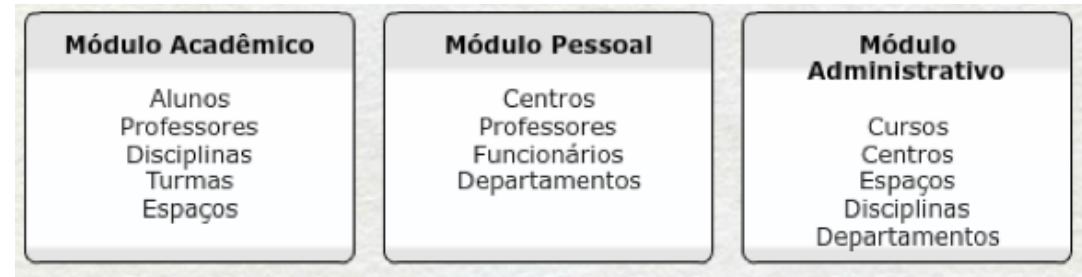 Módulo Acadêmico
Alunos
Professores
Disciplinas
Turmas
Espaços
Módulo Pessoal
Centros
Professores
Funcionários
Departamentos
Módulo
Administrativo
Cursos
Centros
Espaços
Disciplinas
Departamentos